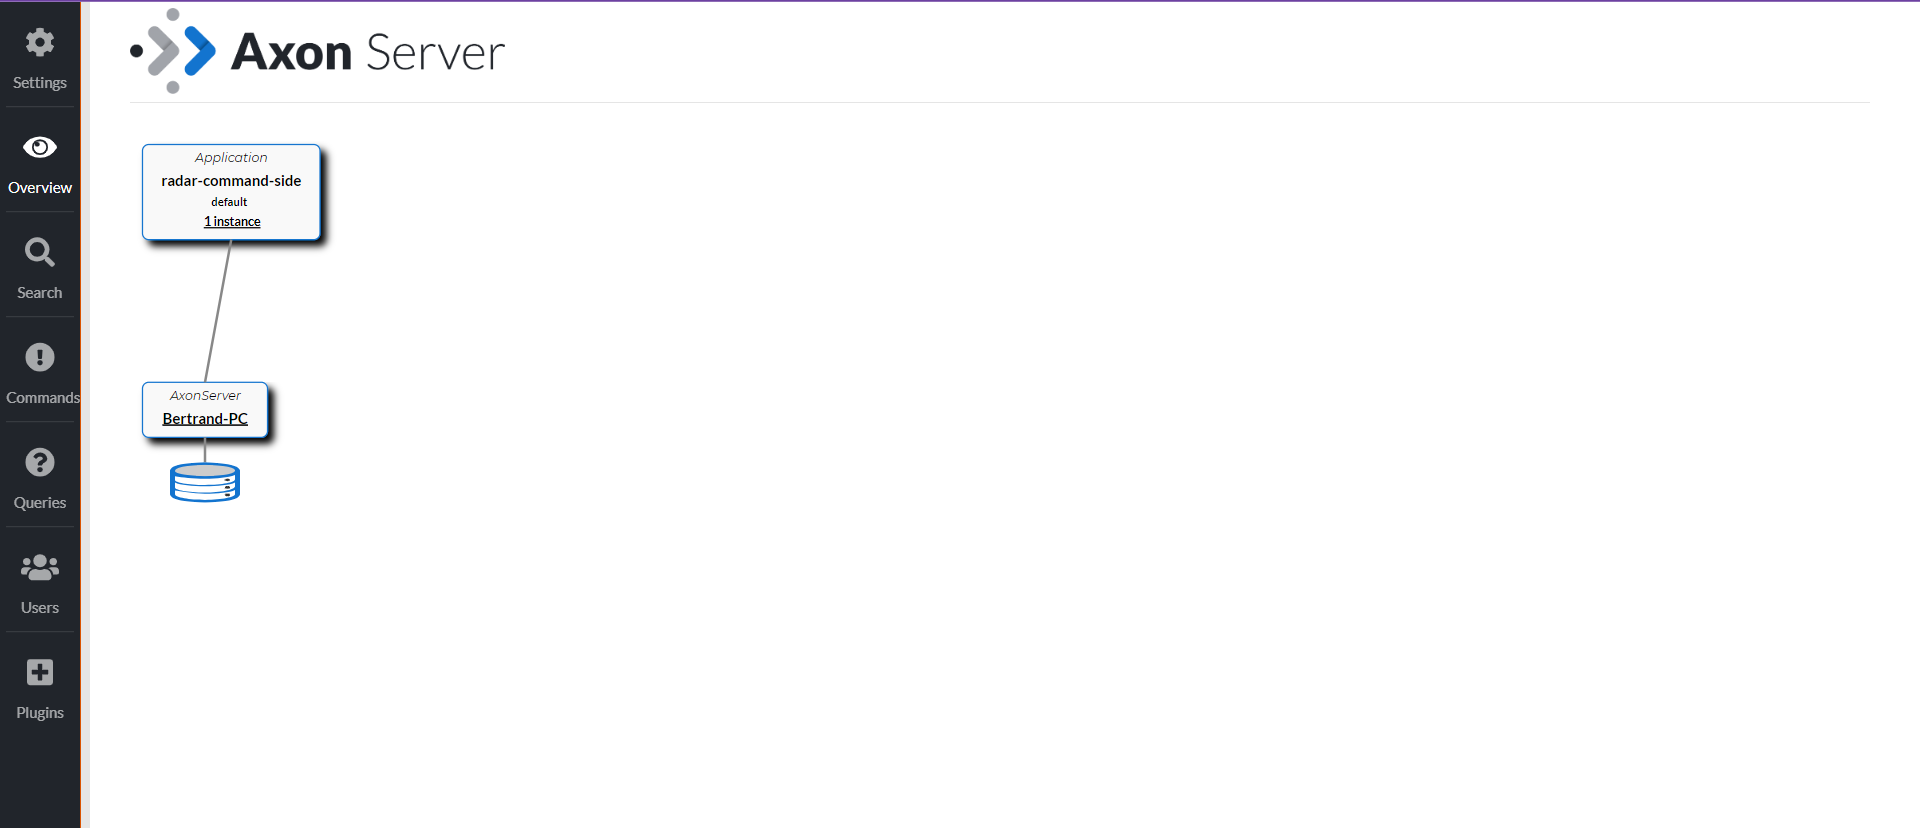 Settings
Overview
Search
Commands
Queries
Users
Plugins
Axon Server
Application
radar-command-side
default
1 instance
AxonServer
Bertrand-PC